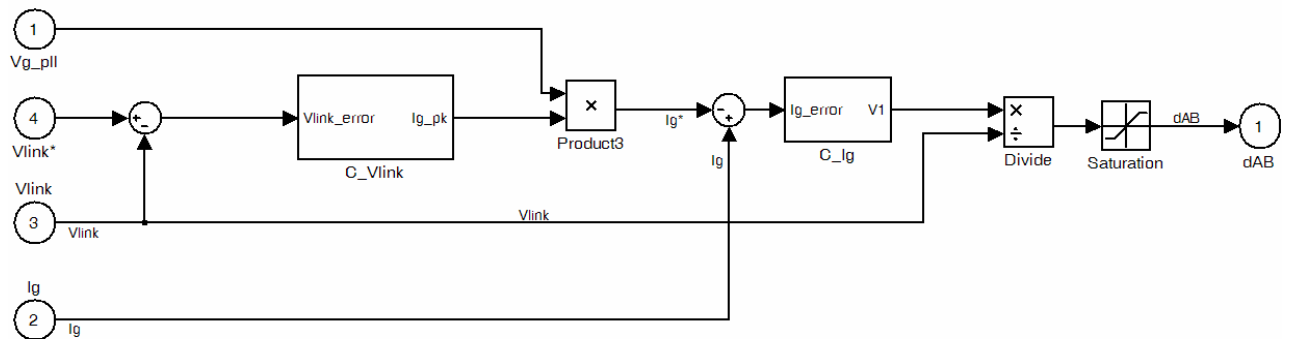 1
Vg_pll
4
Vlink*
Vlink
3
Vlink
Ig
2
Ig
Vlink_error
Ig_pk
C_Vlink
Product3
Ig*
Ig
Vlink
Ig_error
V1
C_Ig
Divide
Saturation
dAB
1
dAB